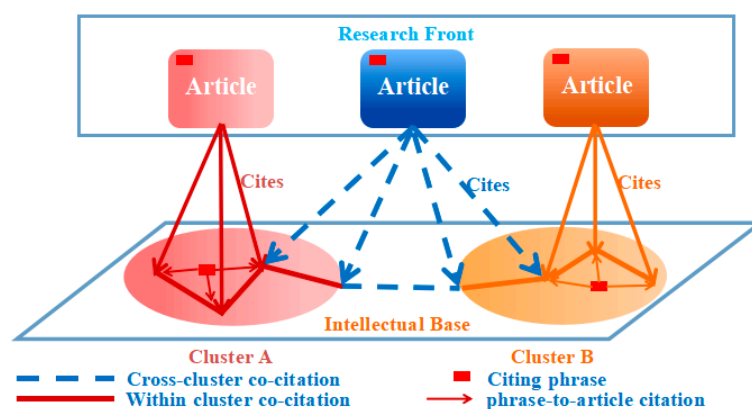 Research Front
Article Article Article
Cites Cites Cites
Intellectual Base
Cluster A Cluster B
Cross-cluster co-citation Citing phrase
Within cluster co-citation phrase-to-article citation